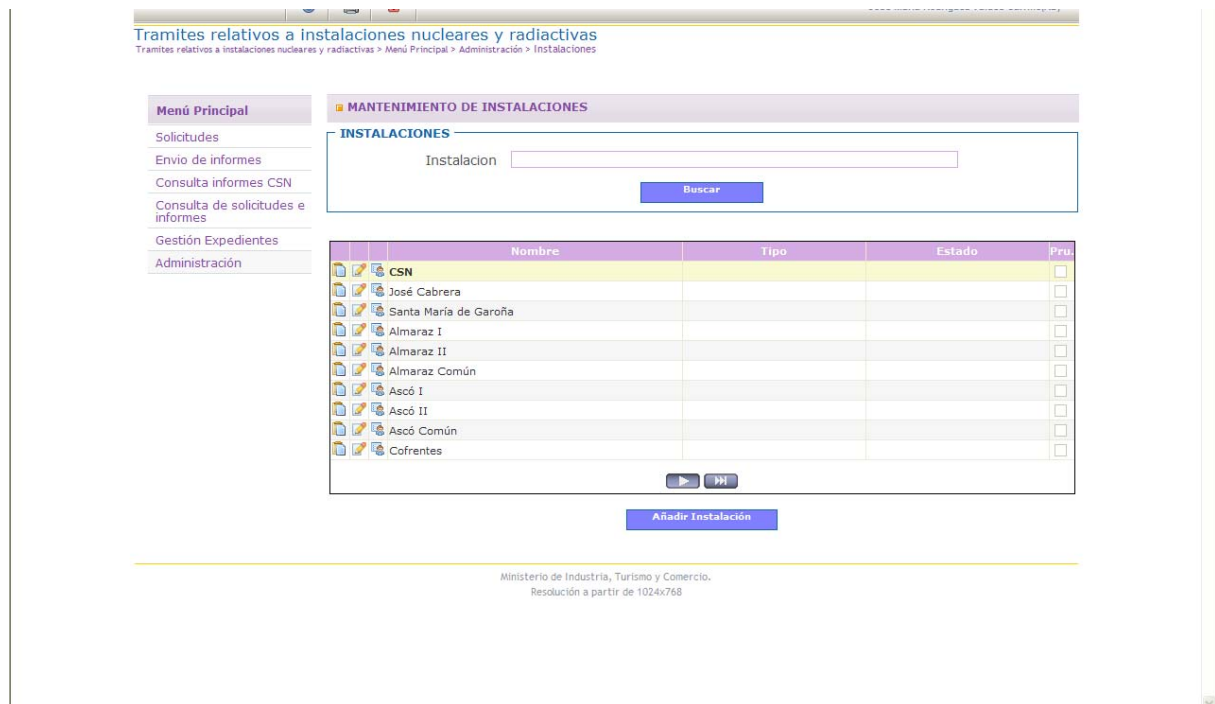 Tramites relativos a instalaciones nucleares y radiactivas
Tramites relativos a instalaciones nucleares y radiactivas > Menú Principal > Administración > Instalaciones
Menú Principal
Solicitudes
Envio de informes
Consulta informes CSN
Consulta de solicitudes e
informes
Gestión Expedientes
Administración
MANTENIMIENTO DE INSTALACIONES
INSTALACIONES
Instalacion
Buscar
Nombre Tipo Estado Pru.
CSN
José Cabrera
Santa María de Garoña
Almaraz I
Almaraz II
Almaraz Común
Ascó I
Ascó II
Ascó Común
Cofrentes
Añadir Instalación
Ministerio de Industria, Turismo y Comercio.
Resolución a partir de 1024x768